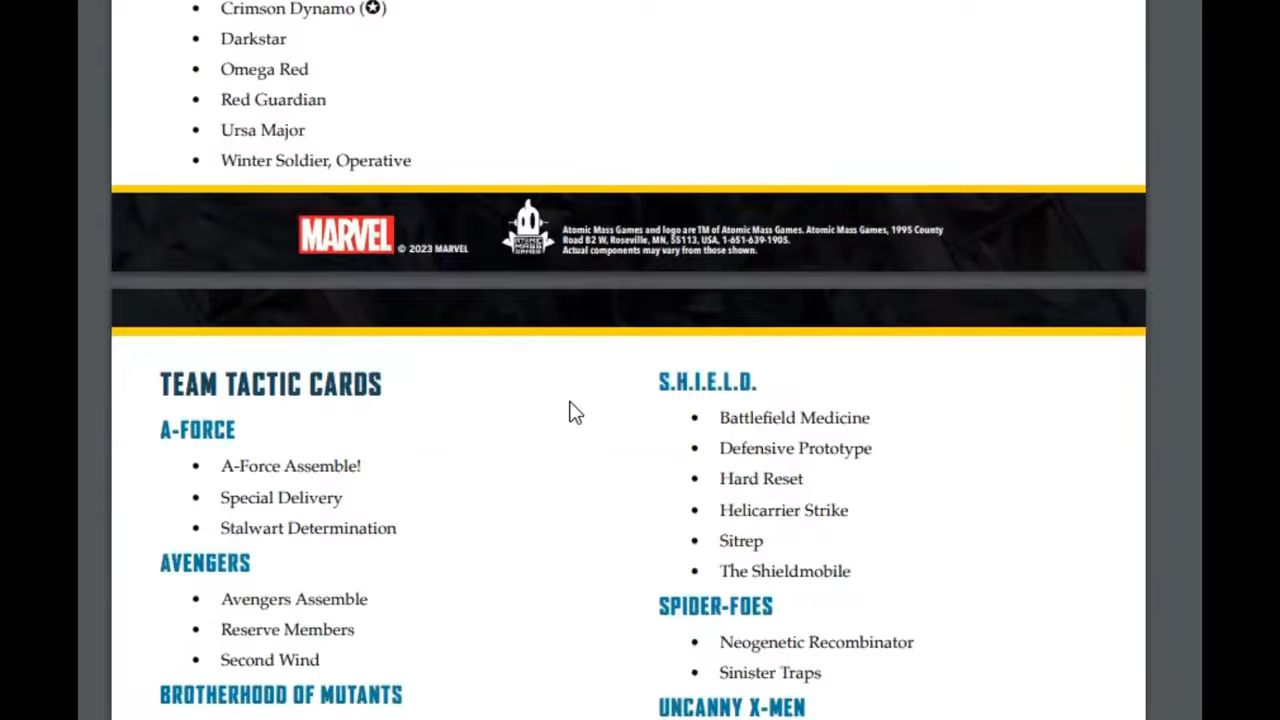 Crimson Dynamo (✪)
Darkstar
Omega Red
Red Guardian
Ursa Major
Winter Soldier, Operative
MARVEL © 2023 MARVEL
ATOMIC MASS GAMES
Atomic Mass Games and logo are TM of Atomic Mass Games. Atomic Mass Games, 1995 County
Road B2 W, Roseville, MN, 55113, USA, 1-651-639-1905.
Actual components may vary from those shown.
TEAM TACTIC CARDS
A-FORCE
A-Force Assemble!
Special Delivery
Stalwart Determination
AVENGERS
Avengers Assemble
Reserve Members
Second Wind
BROTHERHOOD OF MUTANTS
S.H.I.E.L.D.
Battlefield Medicine
Defensive Prototype
Hard Reset
Helicarrier Strike
Sitrep
The Shieldmobile
SPIDER-FOES
Neogenetic Recombinator
Sinister Traps
UNCANNY X-MEN